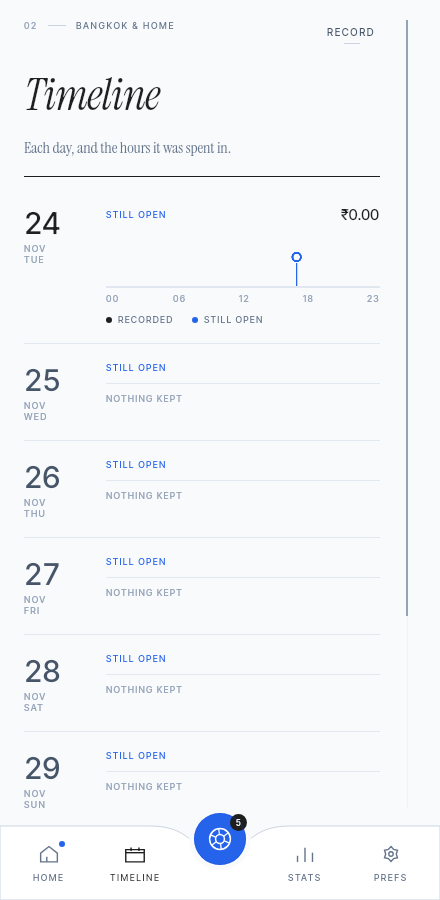 02 BANGKOK & HOME
RECORD
Timeline
Each day, and the hours it was spent in.
24
NOV
TUE
STILL OPEN
₹0.00
00 06 12 18 23
RECORDED STILL OPEN
25
NOV
WED
STILL OPEN
NOTHING KEPT
26
NOV
THU
STILL OPEN
NOTHING KEPT
27
NOV
FRI
STILL OPEN
NOTHING KEPT
28
NOV
SAT
STILL OPEN
NOTHING KEPT
29
NOV
SUN
STILL OPEN
NOTHING KEPT
5
HOME TIMELINE STATS PREFS